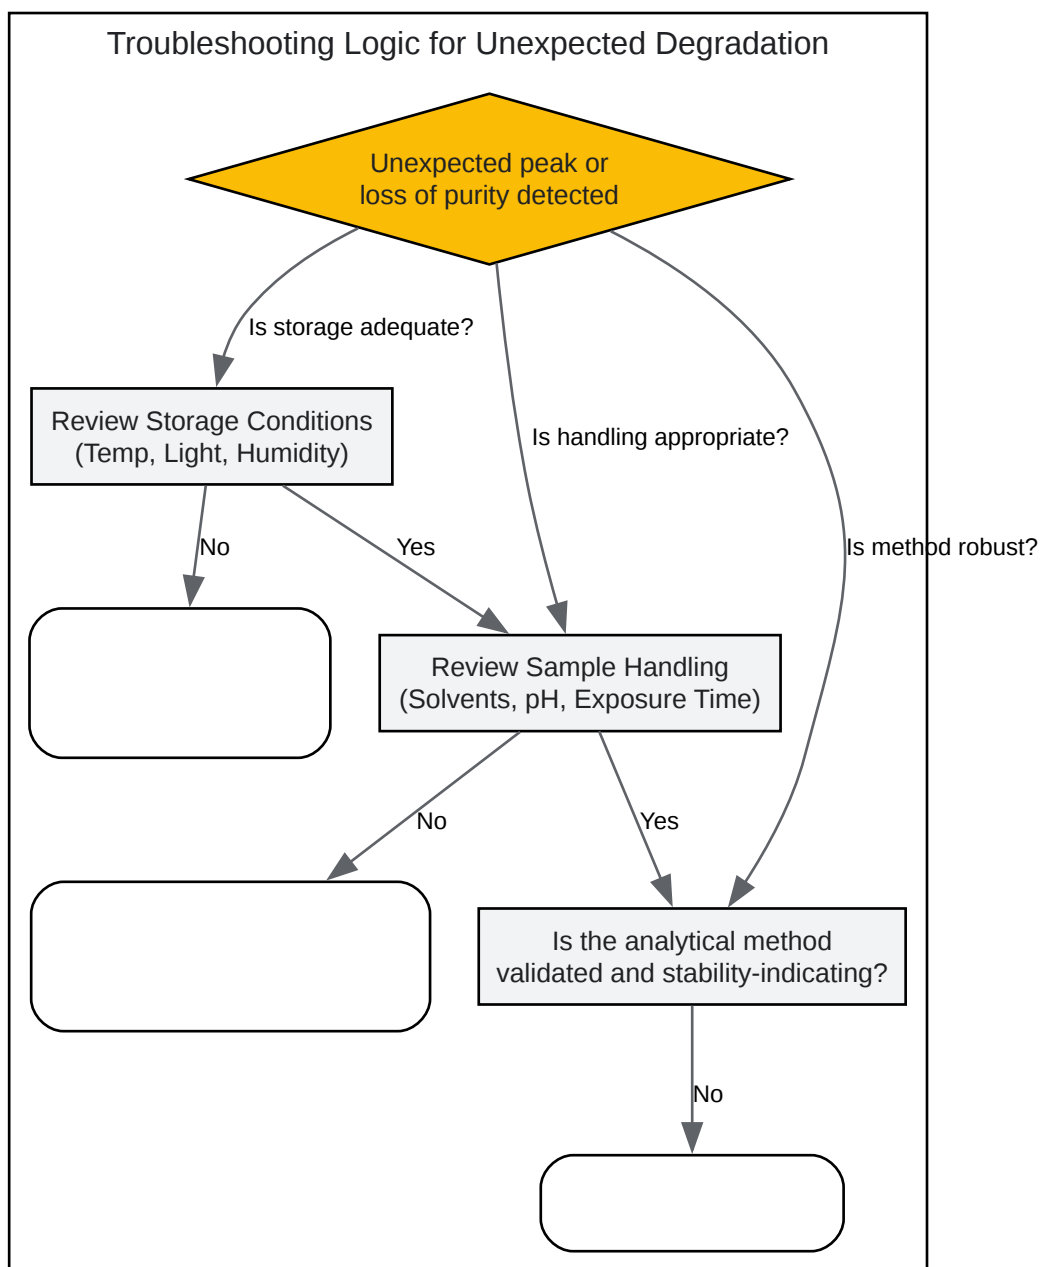 Troubleshooting Logic for Unexpected Degradation
Unexpected peak or
loss of purity detected
Is storage adequate?
Review Storage Conditions
(Temp, Light, Humidity)
Is handling appropriate?
Is method robust?
No
Yes
Review Sample Handling
(Solvents, pH, Exposure Time)
No
Yes
Is the analytical method
validated and stability-indicating?
No